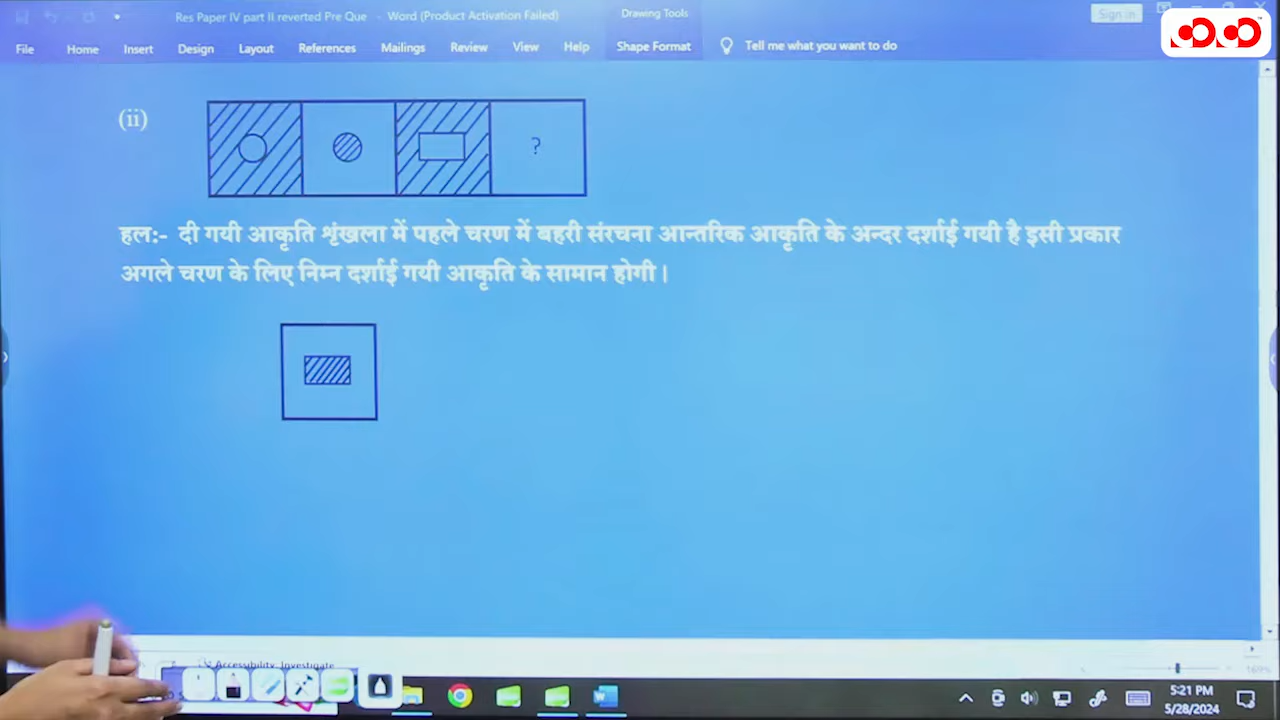 Res Paper IV part II reverted Pre Que - Word (Product Activation Failed)
Drawing Tools
Sign in
File Home Insert Design Layout References Mailings Review View Help Shape Format Tell me what you want to do
(ii)
?
हल:- दी गयी आकृति शृंखला में पहले चरण में बहरी संरचना आन्तरिक आकृति के अन्दर दर्शाई गयी है इसी प्रकार
अगले चरण के लिए निम्न दर्शाई गयी आकृति के सामान होगी।
Accessibility: Investigate
169%
5:21 PM
5/28/2024